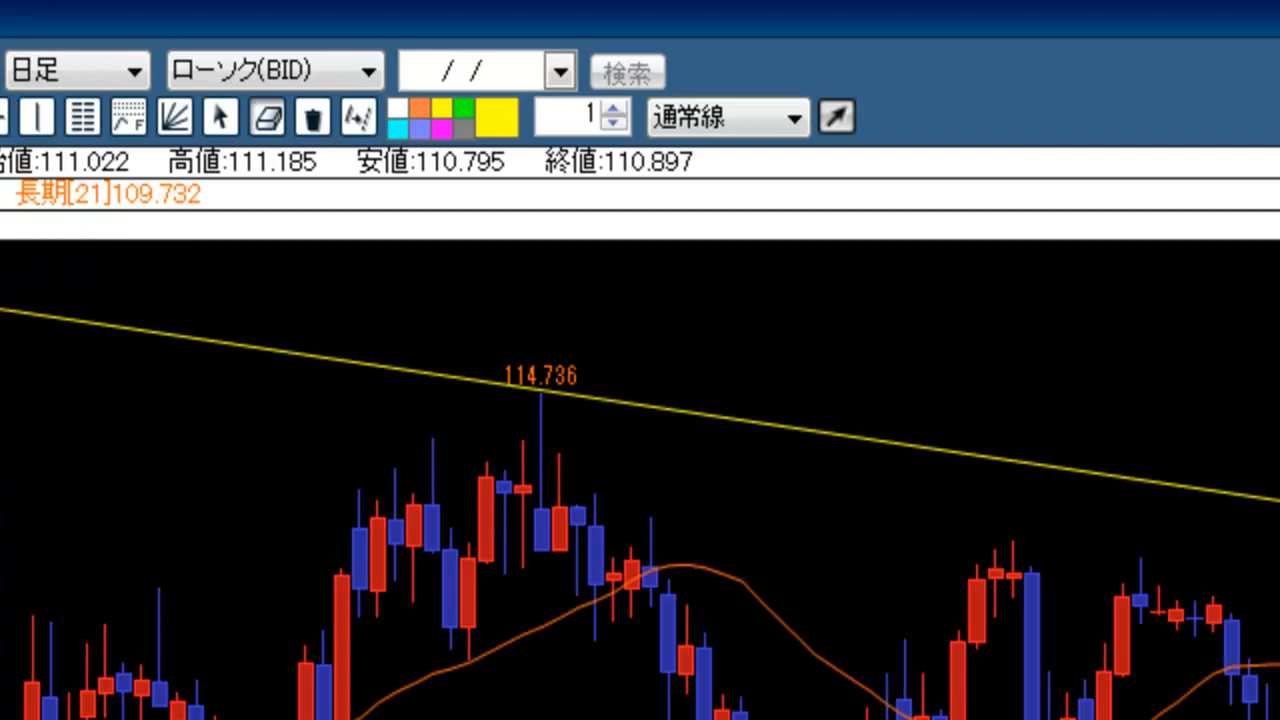 日足 ローソク(BID) / / 検索
F 1 通常線
値:111.022 高値:111.185 安値:110.795 終値:110.897
長期[21]109.732
114.736